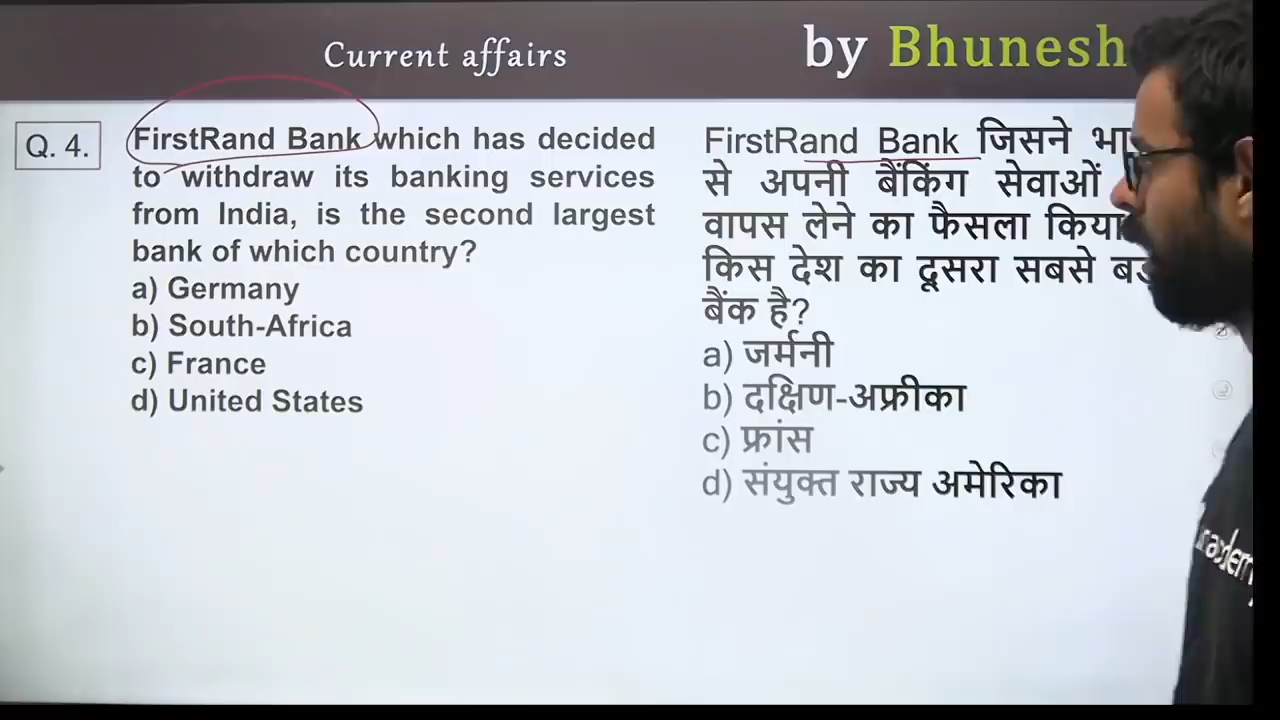 Current affairs
by Bhunesh
Q. 4.
FirstRand Bank which has decided
to withdraw its banking services
from India, is the second largest
bank of which country?
a) Germany
b) South-Africa
c) France
d) United States
FirstRand Bank जिसने
से अपनी बैंकिंग सेवाओं
वापस लेने का फैसला किया
किस देश का दूसरा सबसे
बैंक है?
a) जर्मनी
b) दक्षिण-अफ्रीका
c) फ्रांस
d) संयुक्त राज्य अमेरिका